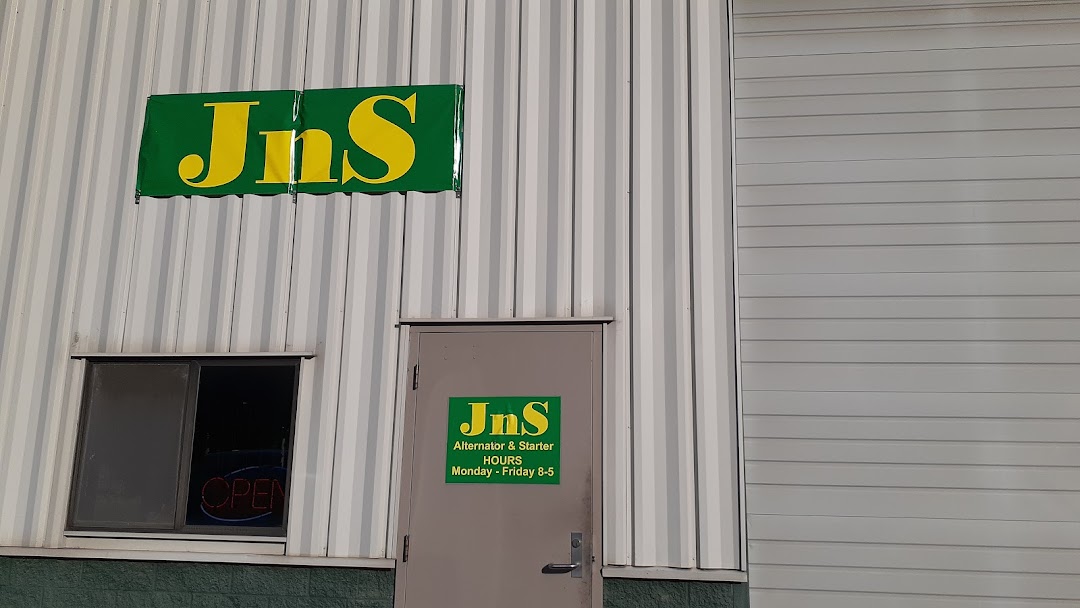 JnS
JnS
Alternator & Starter
HOURS
Monday - Friday 8-5
OPEN